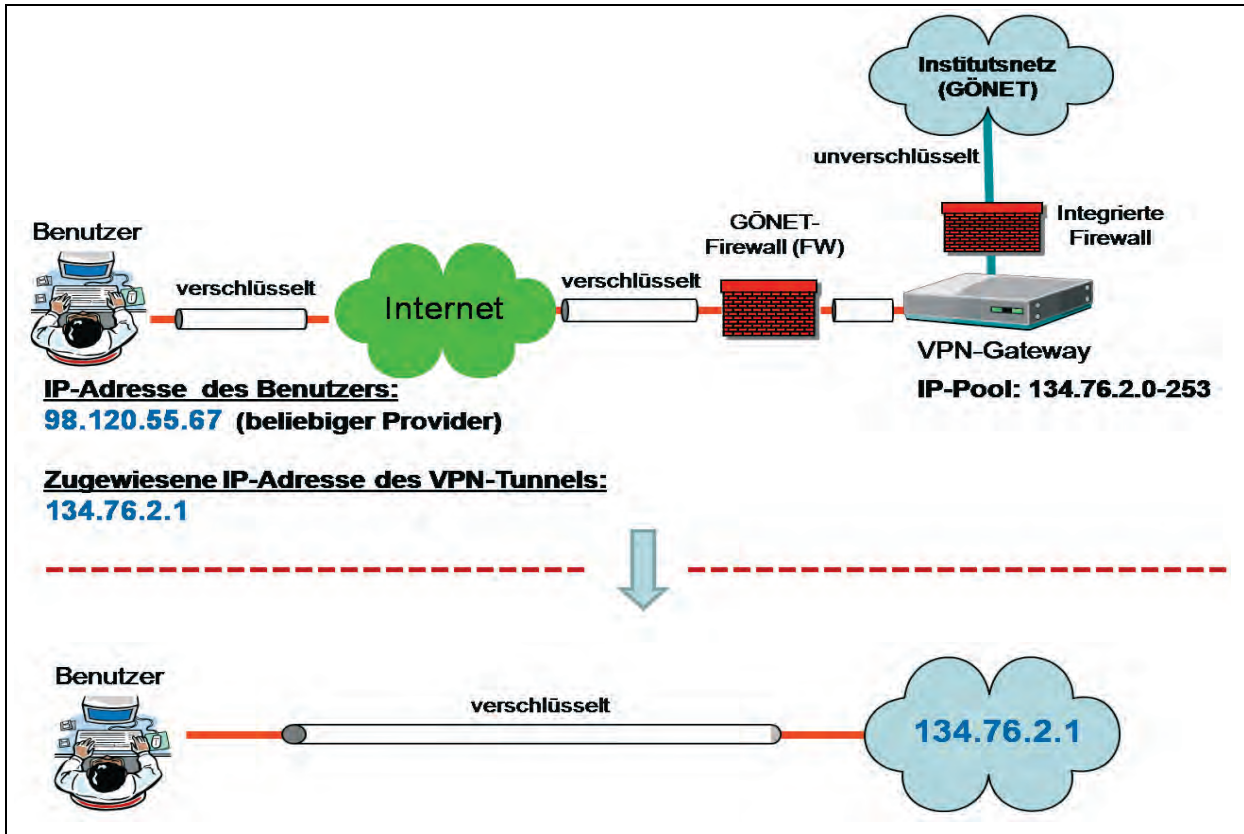 Institutsnetz
(GÖNET)
unverschlüsselt
GÖNET-
Firewall (FW)
Integrierte
Firewall
Benutzer
verschlüsselt
Internet
verschlüsselt
VPN-Gateway
IP-Pool: 134.76.2.0-253
IP-Adresse des Benutzers:
98.120.55.67 (beliebiger Provider)
Zugewiesene IP-Adresse des VPN-Tunnels:
134.76.2.1
Benutzer
verschlüsselt
134.76.2.1